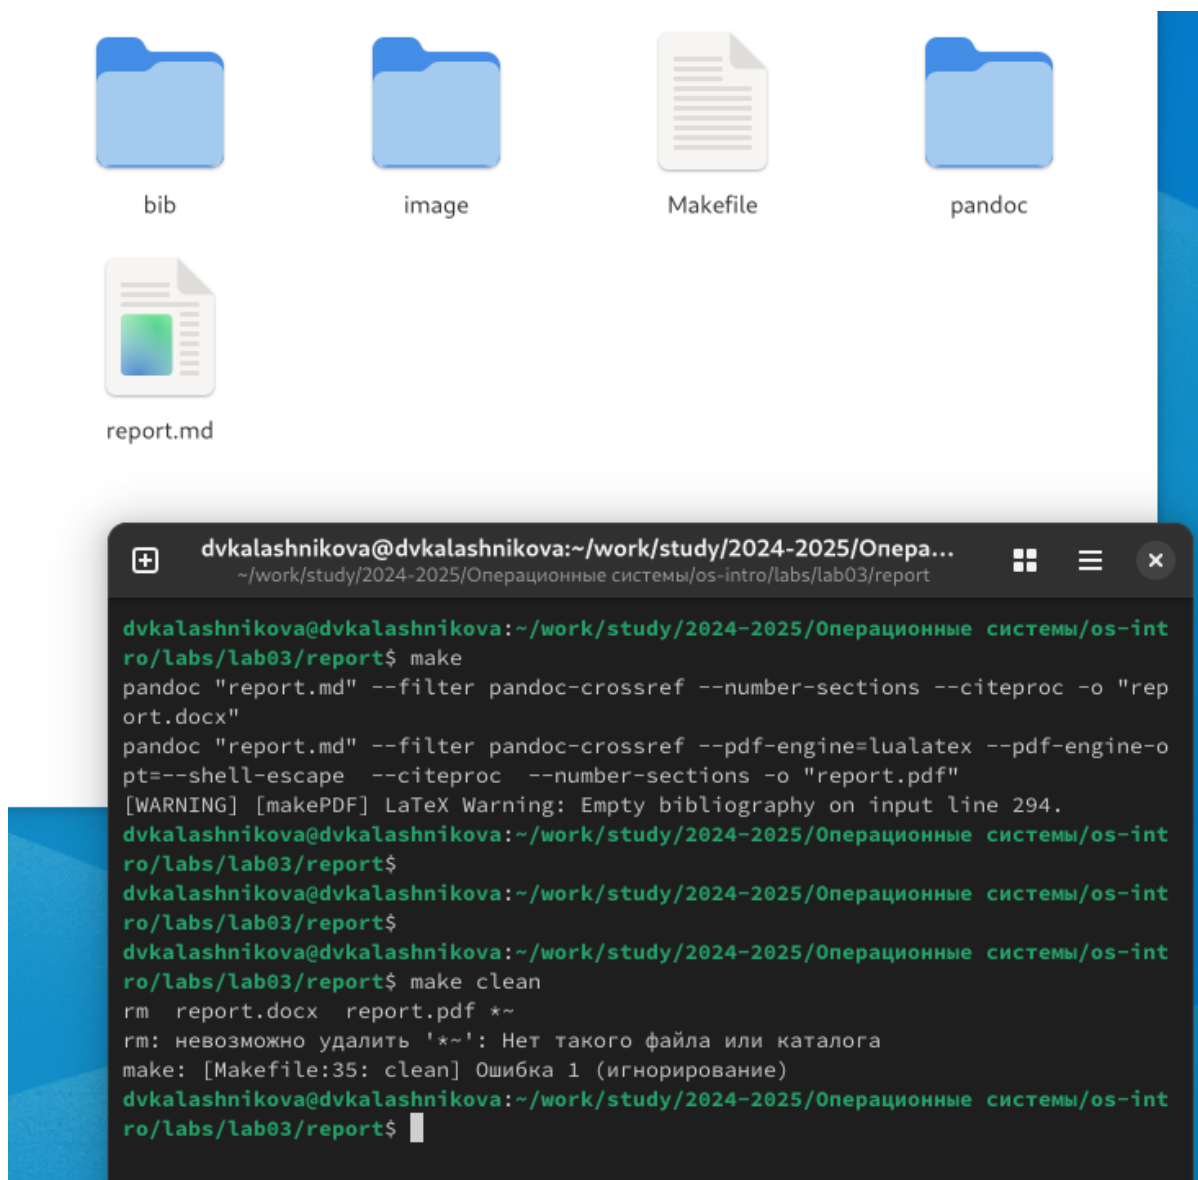 bib
image
Makefile
pandoc
report.md
dvkalashnikova@dvkalashnikova:~/work/study/2024-2025/Опера...
~/work/study/2024-2025/Операционные системы/os-intro/labs/lab03/report
dvkalashnikova@dvkalashnikova:~/work/study/2024-2025/Операционные системы/os-int
ro/labs/lab03/report$ make
pandoc "report.md" --filter pandoc-crossref --number-sections --citeproc -o "rep
ort.docx"
pandoc "report.md" --filter pandoc-crossref --pdf-engine=lualatex --pdf-engine-o
pt=--shell-escape  --citeproc  --number-sections -o "report.pdf"
[WARNING] [makePDF] LaTeX Warning: Empty bibliography on input line 294.
dvkalashnikova@dvkalashnikova:~/work/study/2024-2025/Операционные системы/os-int
ro/labs/lab03/report$
dvkalashnikova@dvkalashnikova:~/work/study/2024-2025/Операционные системы/os-int
ro/labs/lab03/report$
dvkalashnikova@dvkalashnikova:~/work/study/2024-2025/Операционные системы/os-int
ro/labs/lab03/report$ make clean
rm  report.docx  report.pdf *~
rm: невозможно удалить '*~': Нет такого файла или каталога
make: [Makefile:35: clean] Ошибка 1 (игнорирование)
dvkalashnikova@dvkalashnikova:~/work/study/2024-2025/Операционные системы/os-int
ro/labs/lab03/report$